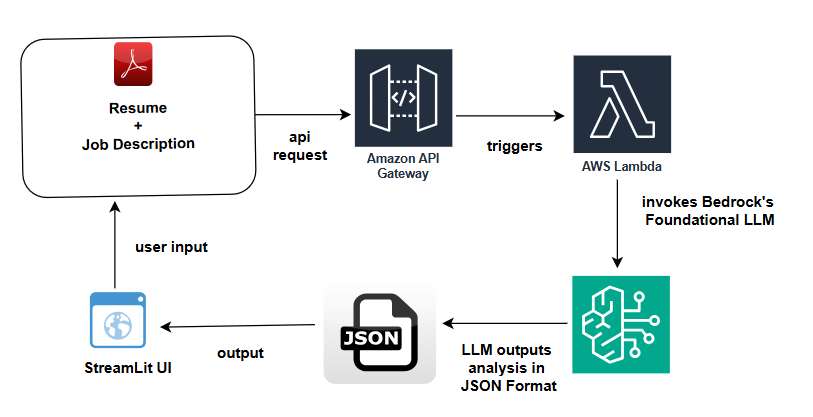 Resume
+
Job Description
api
request
</>
Amazon API
Gateway
triggers
AWS Lambda
invokes Bedrock's
Foundational LLM
user input
StreamLit UI
output
JSON
LLM outputs
analysis in
JSON Format